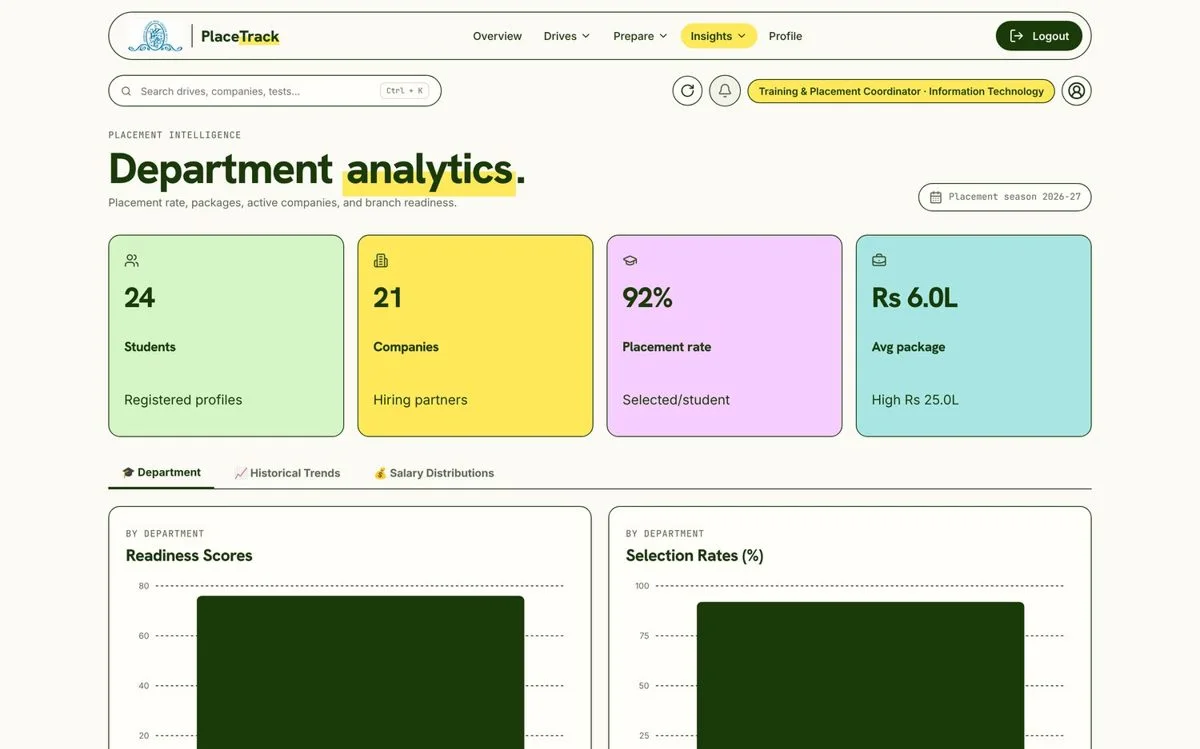 PlaceTrack
Overview
Drives
Prepare
Insights
Profile
Logout
Search drives, companies, tests...
Ctrl + K
Training & Placement Coordinator · Information Technology
PLACEMENT INTELLIGENCE
Department analytics.
Placement rate, packages, active companies, and branch readiness.
Placement season 2026-27
24
Students
Registered profiles
21
Companies
Hiring partners
92%
Placement rate
Selected/student
Rs 6.0L
Avg package
High Rs 25.0L
🎓 Department
📈 Historical Trends
💰 Salary Distributions
BY DEPARTMENT
Readiness Scores
80
60
40
20
BY DEPARTMENT
Selection Rates (%)
100
75
50
25